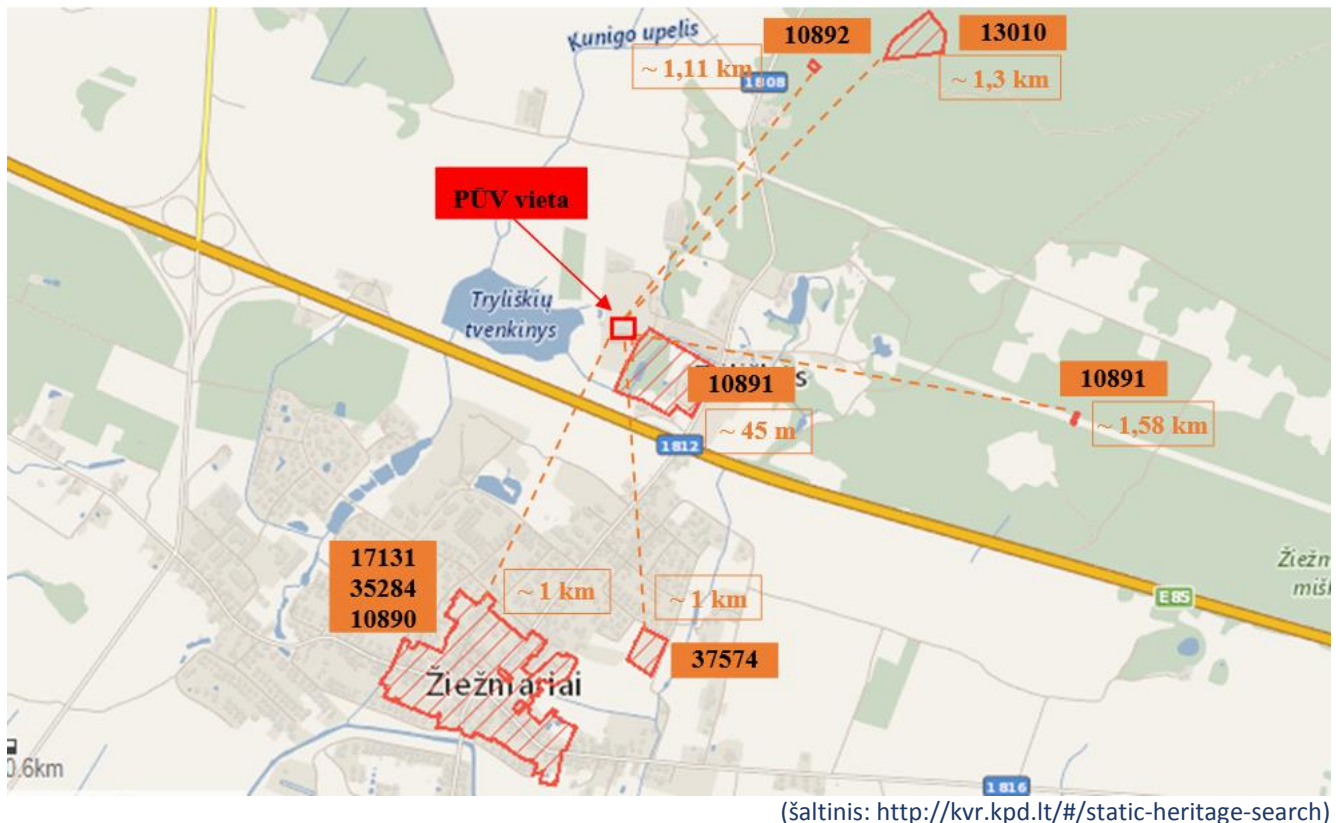 Kunigo upelis
10892
13010
~ 1,11 km
1808
~ 1,3 km
PŪV vieta
Tryliškių
tvenkinys
10891
~ 45 m
10891
~ 1,58 km
1812
17131
35284
10890
~ 1 km
~ 1 km
37574
Žiežmariai
E85
1816
(šaltinis: http://kvr.kpd.lt/#/static-heritage-search)